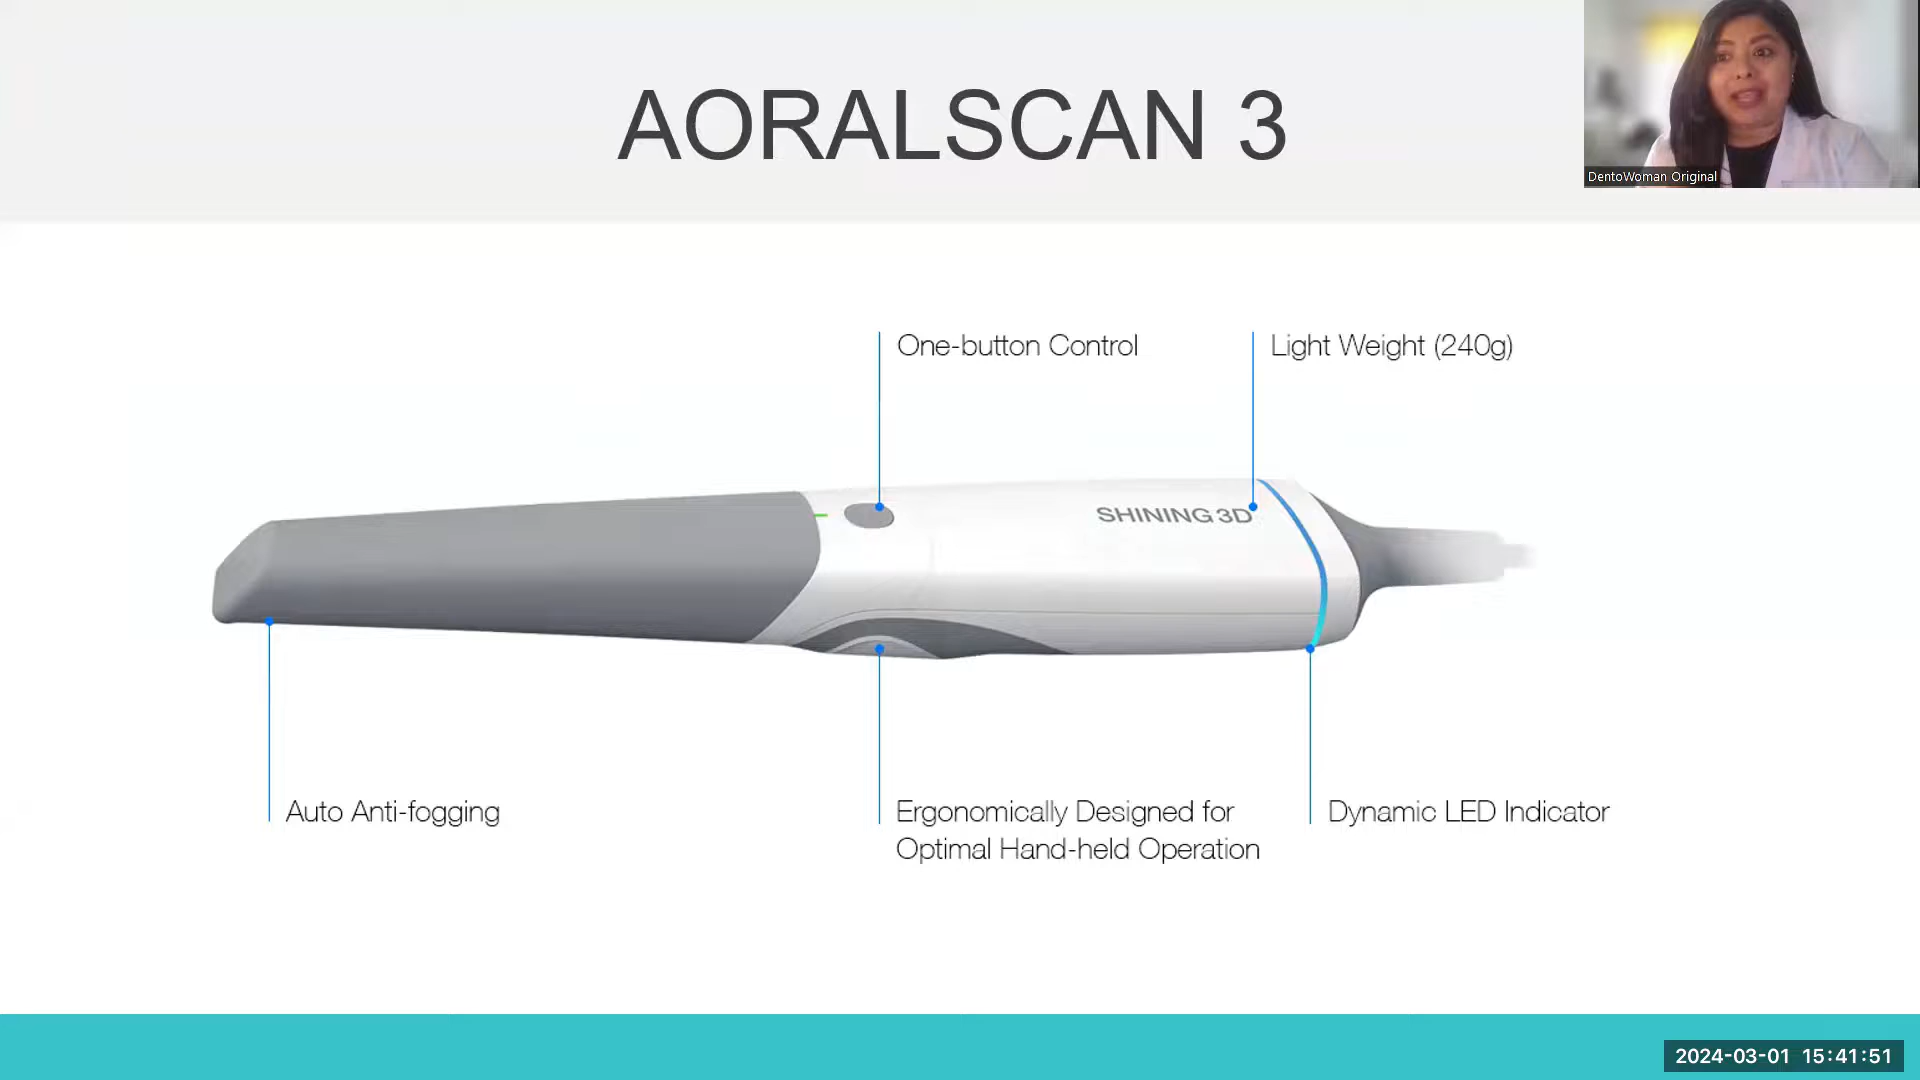 AORALSCAN 3
DentoWoman Original
One-button Control
Light Weight (240g)
SHINING 3D
Auto Anti-fogging
Ergonomically Designed for
Optimal Hand-held Operation
Dynamic LED Indicator
2024-03-01 15:41:51